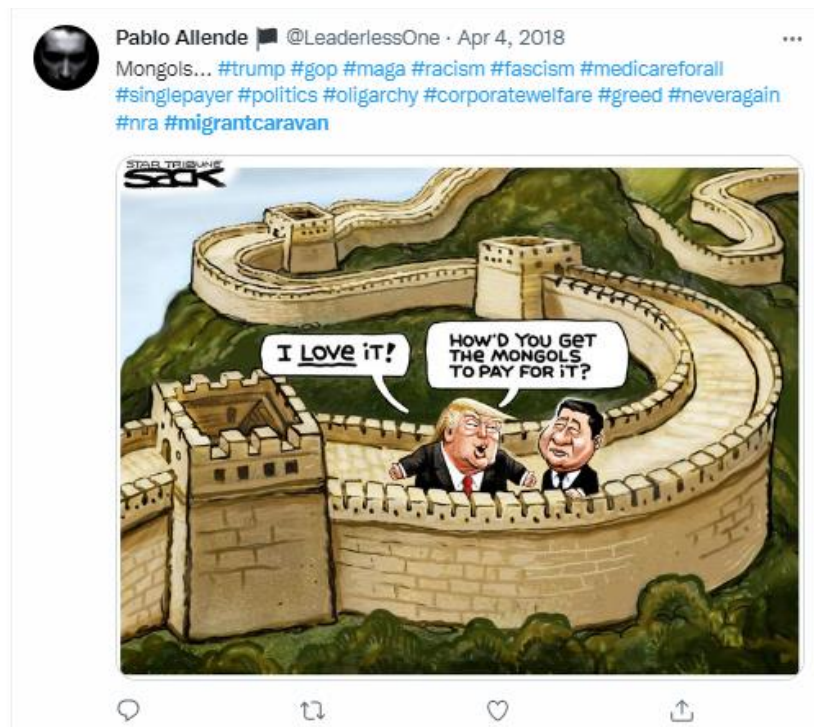 Pablo Allende 🏴 @LeaderlessOne · Apr 4, 2018
Mongols... #trump #gop #maga #racism #fascism #medicareforall
#singlepayer #politics #oligarchy #corporatewelfare #greed #neveragain
#nra #migrantcaravan
STAR TRIBUNE
SACK
I LOVE iT!
HOW'D YOU GeT
THe MONGOLS
TO PAY FOR iT?